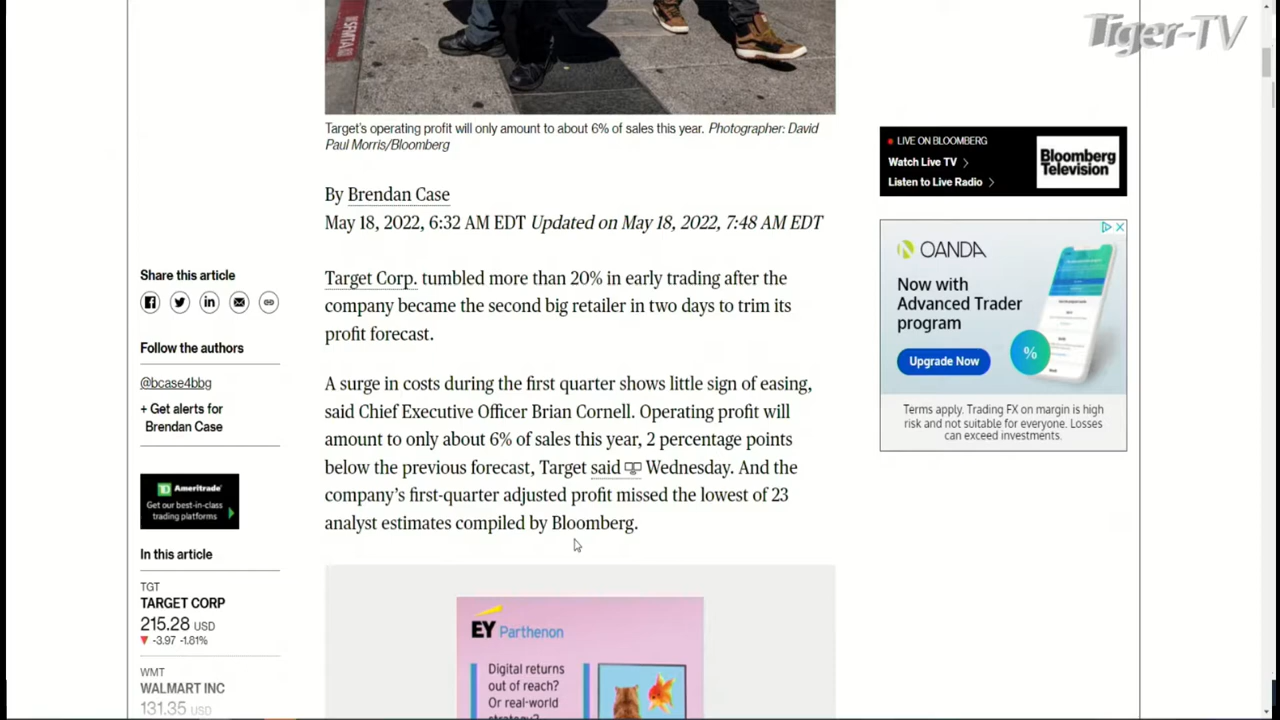 Tiger-TV
SFMTA
Target's operating profit will only amount to about 6% of sales this year. Photographer: David
Paul Morris/Bloomberg
By Brendan Case
May 18, 2022, 6:32 AM EDT Updated on May 18, 2022, 7:48 AM EDT
Target Corp. tumbled more than 20% in early trading after the
company became the second big retailer in two days to trim its
profit forecast.
A surge in costs during the first quarter shows little sign of easing,
said Chief Executive Officer Brian Cornell. Operating profit will
amount to only about 6% of sales this year, 2 percentage points
below the previous forecast, Target said Wednesday. And the
company's first-quarter adjusted profit missed the lowest of 23
analyst estimates compiled by Bloomberg.
EY Parthenon
Digital returns
out of reach?
Or real-world
strategy?
Share this article
Follow the authors
@bcase4bbg
+ Get alerts for
Brendan Case
TD Ameritrade
Get our best-in-class
trading platforms
In this article
TGT
TARGET CORP
215.28 USD
▼ -3.97 -1.81%
WMT
WALMART INC
131.35 USD
LIVE ON BLOOMBERG
Watch Live TV >
Listen to Live Radio >
Bloomberg
Television
OANDA
Now with
Advanced Trader
program
Upgrade Now
%
Terms apply. Trading FX on margin is high
risk and not suitable for everyone. Losses
can exceed investments.